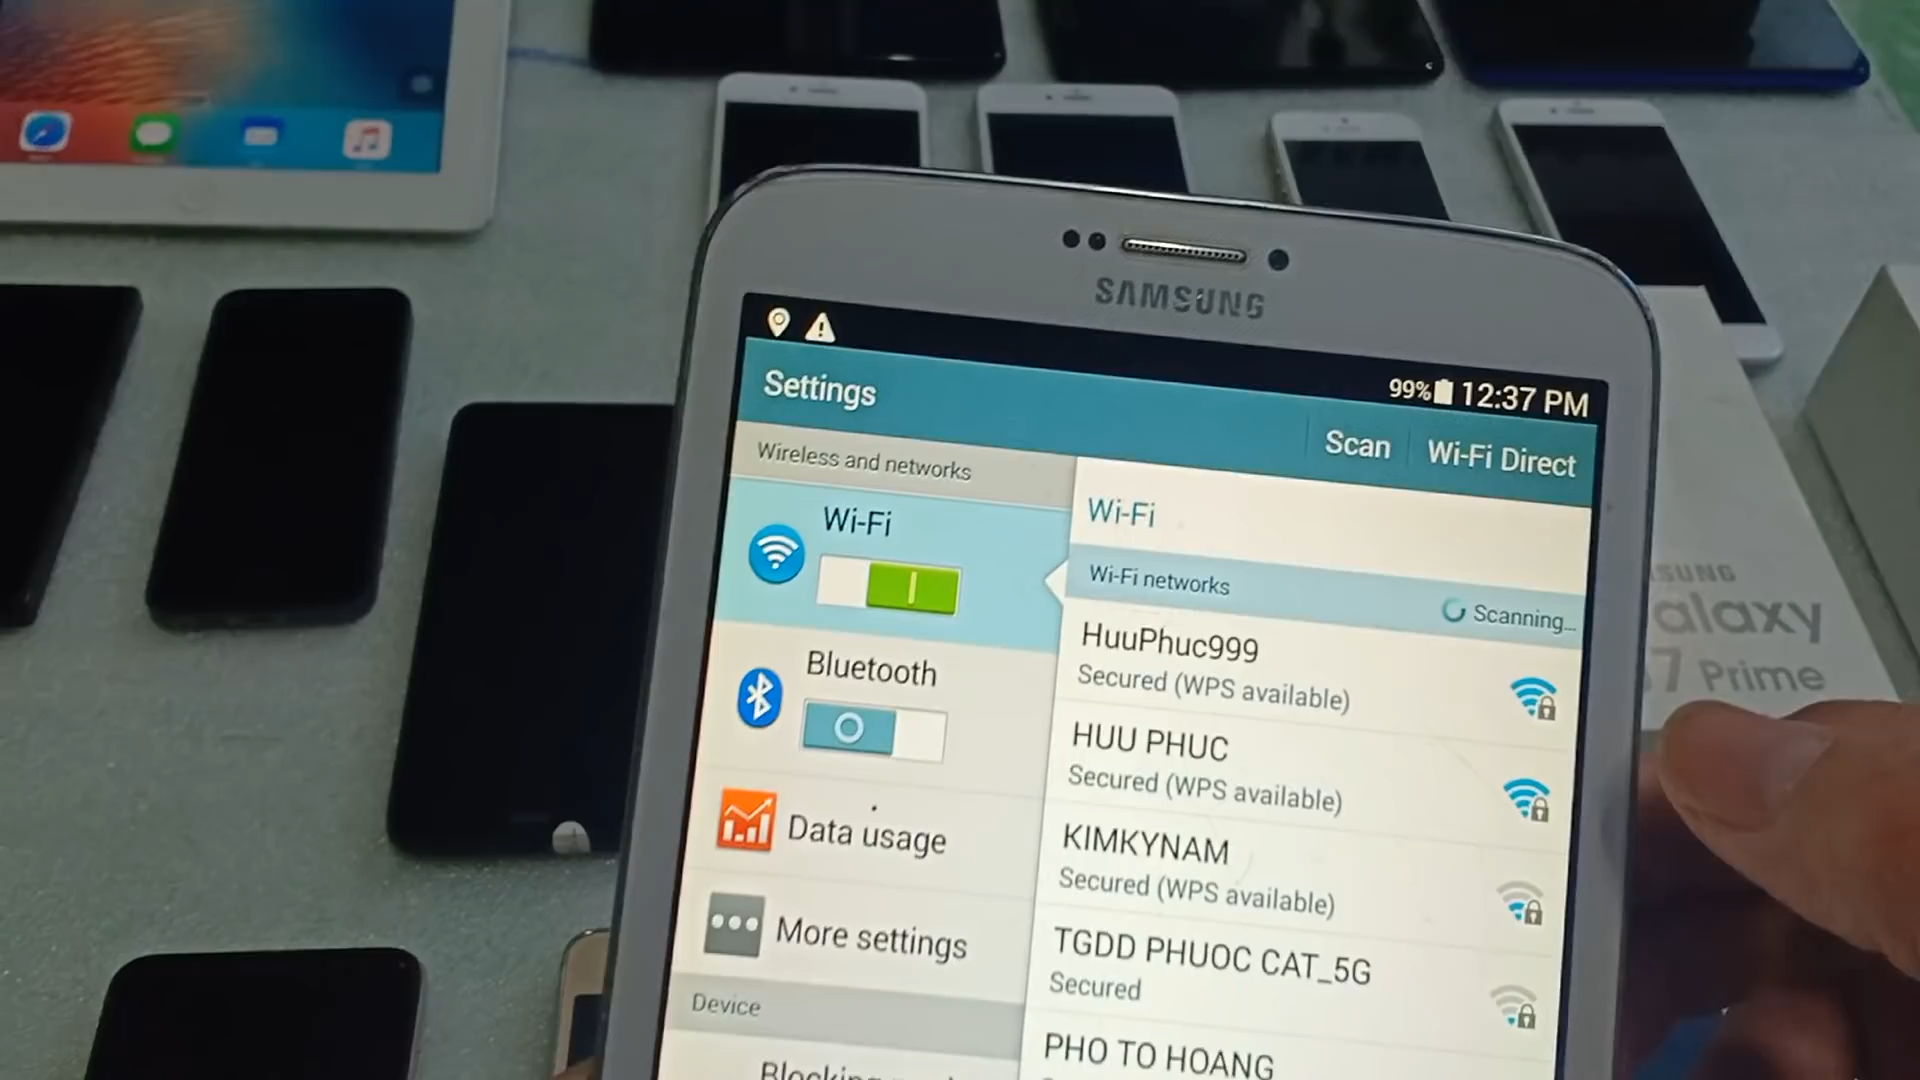 SAMSUNG
99% 12:37 PM
Settings
Scan
Wi-Fi Direct
Wireless and networks
Wi-Fi
Bluetooth
Data usage
More settings
Device
Wi-Fi
Wi-Fi networks
Scanning...
HuuPhuc999
Secured (WPS available)
HUU PHUC
Secured (WPS available)
KIMKYNAM
Secured (WPS available)
TGDD PHUOC CAT_5G
Secured
PHO TO HOANG
Prime